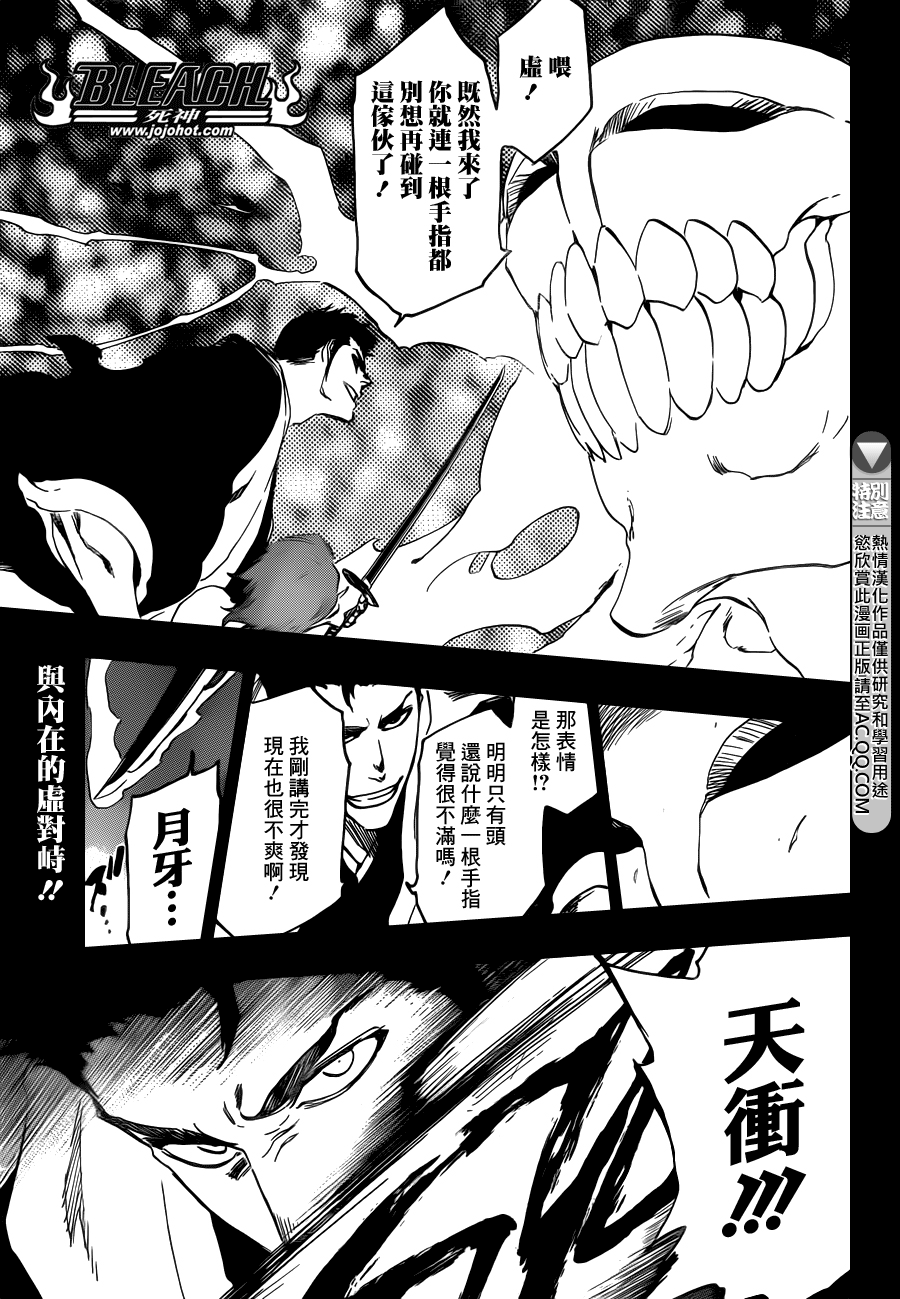 BLEACH
死神
www.jojohot.com
喂
虛！
既然我來了
你就連一根手指都
別想再碰到
這傢伙了！
特別
注意
熱情漢化作品僅供研究和學習用途
慾欣賞此漫画正版請至ACQQ.COM
那表情
是怎樣!?
明明只有頭
還說什麼一根手指
覺得很不滿嗎！
我剛講完才發現
現在也很不爽啊！
月牙…
ズ
與內在的虛對峙!!
天衝!!!